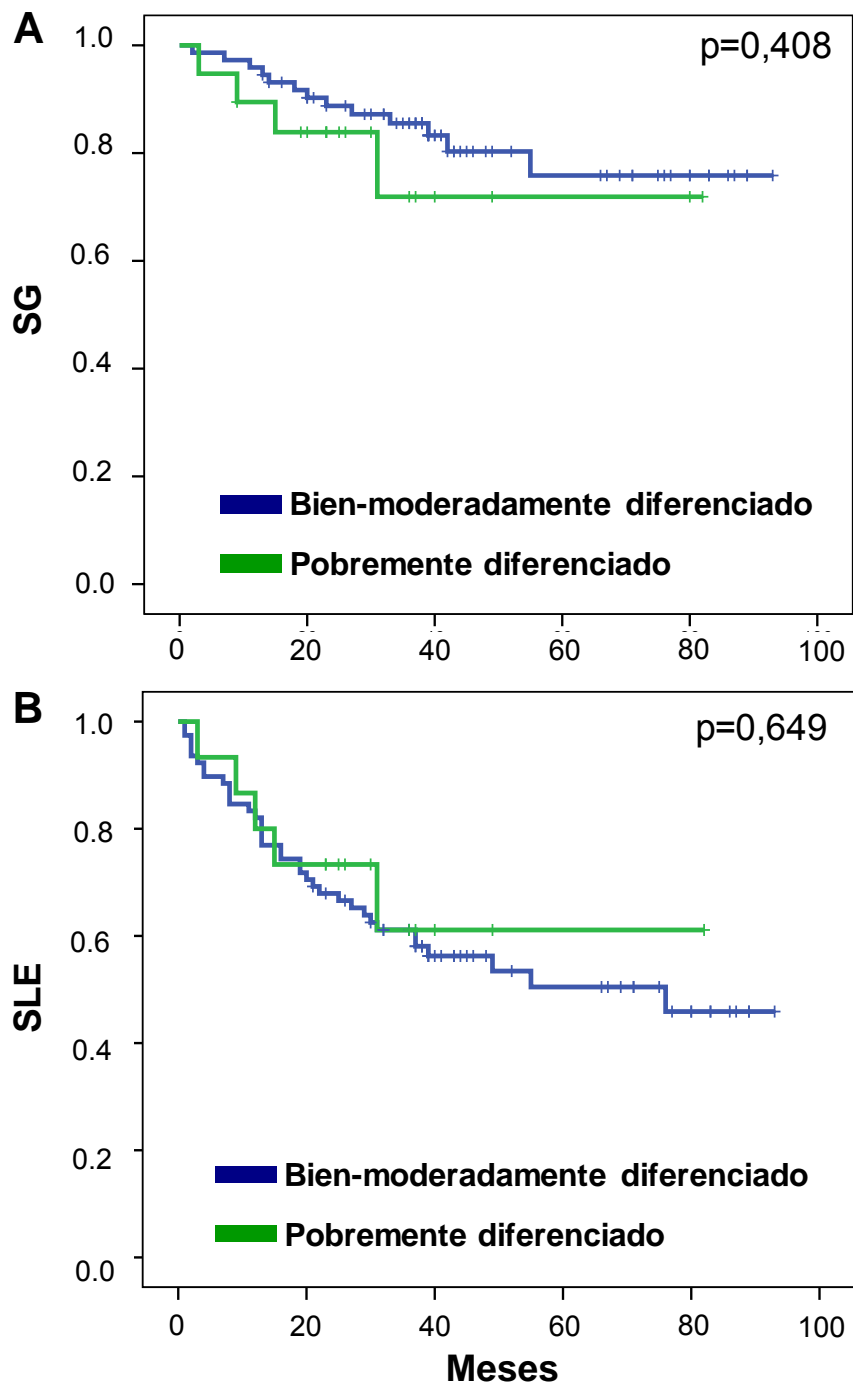 A
p=0,408
1.0
0.8
0.6
0.4
0.2
0.0
SG
Bien-moderadamente diferenciado
Pobremente diferenciado
0 20 40 60 80 100
B
p=0,649
1.0
0.8
0.6
0.4
0.2
0.0
SLE
Bien-moderadamente diferenciado
Pobremente diferenciado
0 20 40 60 80 100
Meses